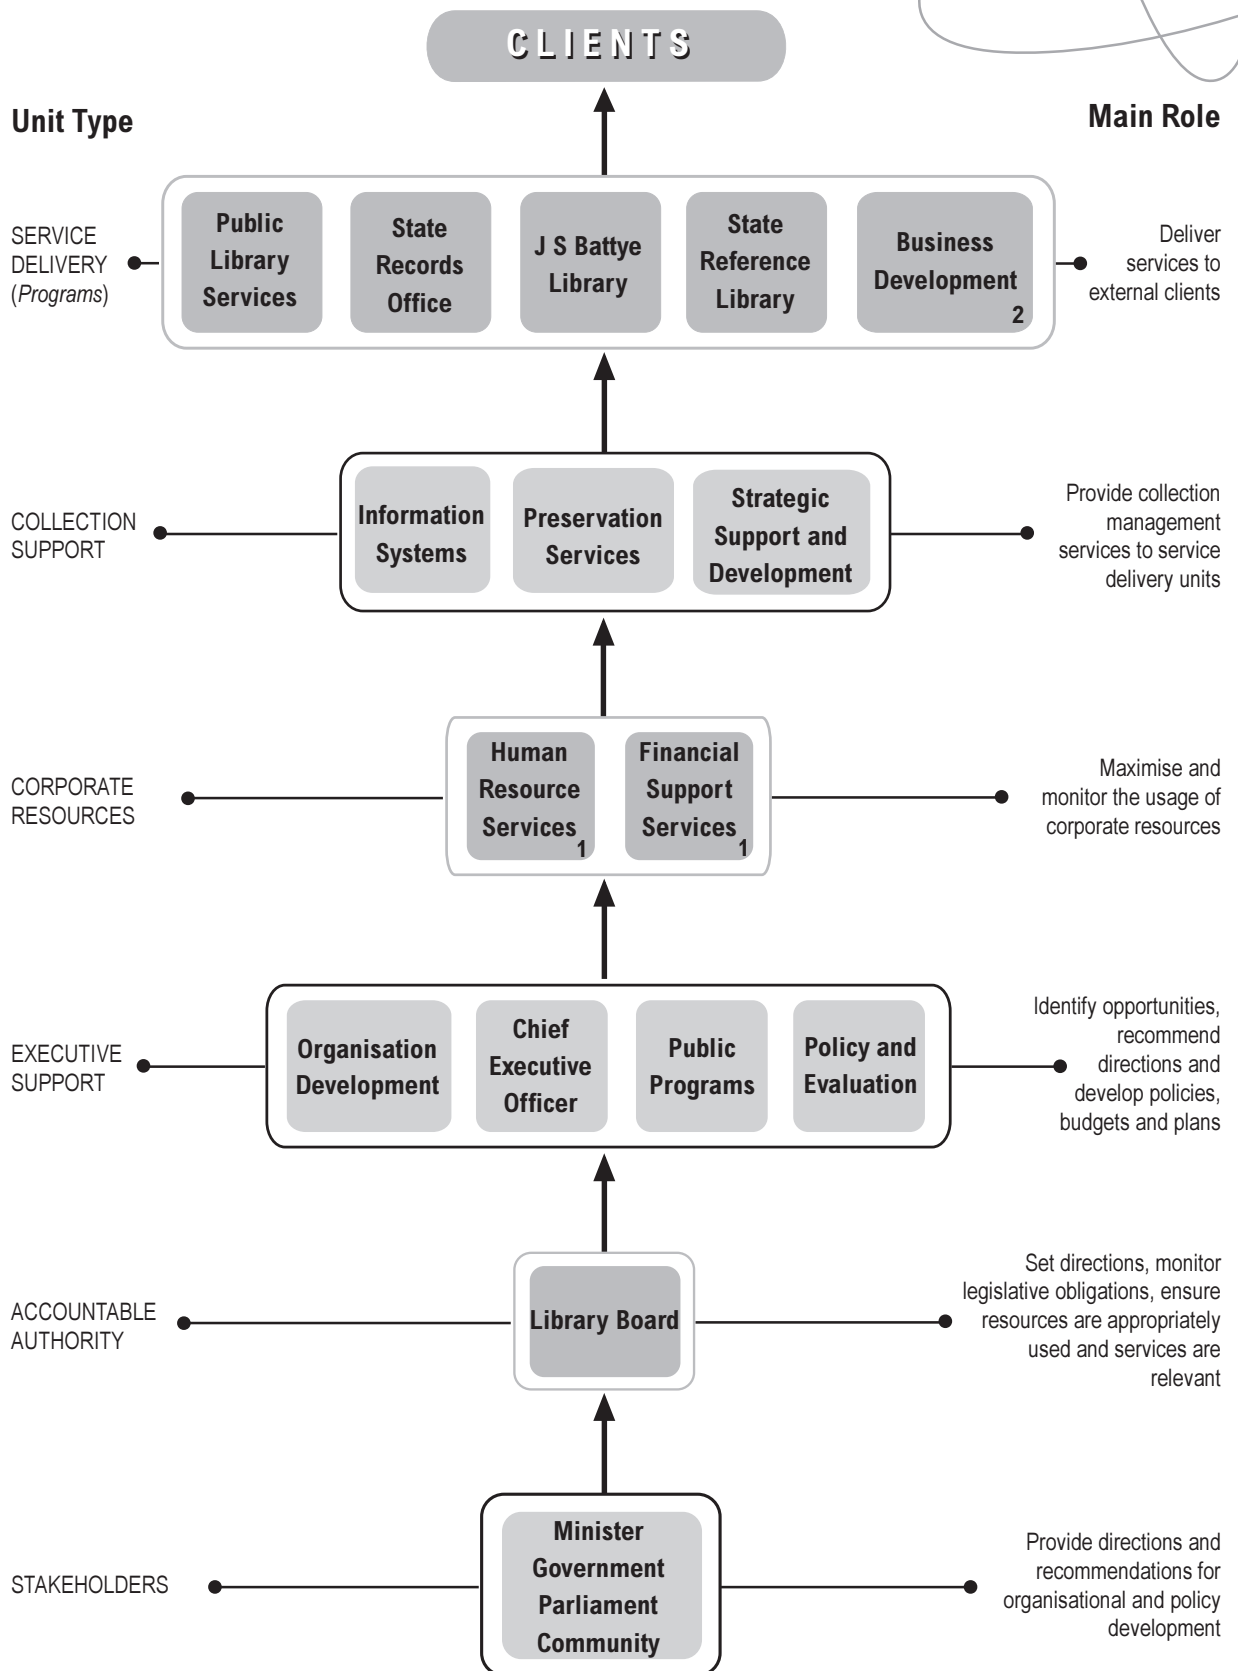 CLIENTS
Unit Type
Main Role
SERVICE
DELIVERY
(Programs)
Public
Library
Services
State
Records
Office
J S Battye
Library
State
Reference
Library
Business
Development
2
Deliver
services to
external clients
COLLECTION
SUPPORT
Information
Systems
Preservation
Services
Strategic
Support and
Development
Provide collection
management
services to service
delivery units
CORPORATE
RESOURCES
Human
Resource
Services
1
Financial
Support
Services
1
Maximise and
monitor the usage of
corporate resources
EXECUTIVE
SUPPORT
Organisation
Development
Chief
Executive
Officer
Public
Programs
Policy and
Evaluation
Identify opportunities,
recommend
directions and
develop policies,
budgets and plans
ACCOUNTABLE
AUTHORITY
Library Board
Set directions, monitor
legislative obligations, ensure
resources are appropriately
used and services are
relevant
STAKEHOLDERS
Minister
Government
Parliament
Community
Provide directions and
recommendations for
organisational and policy
development